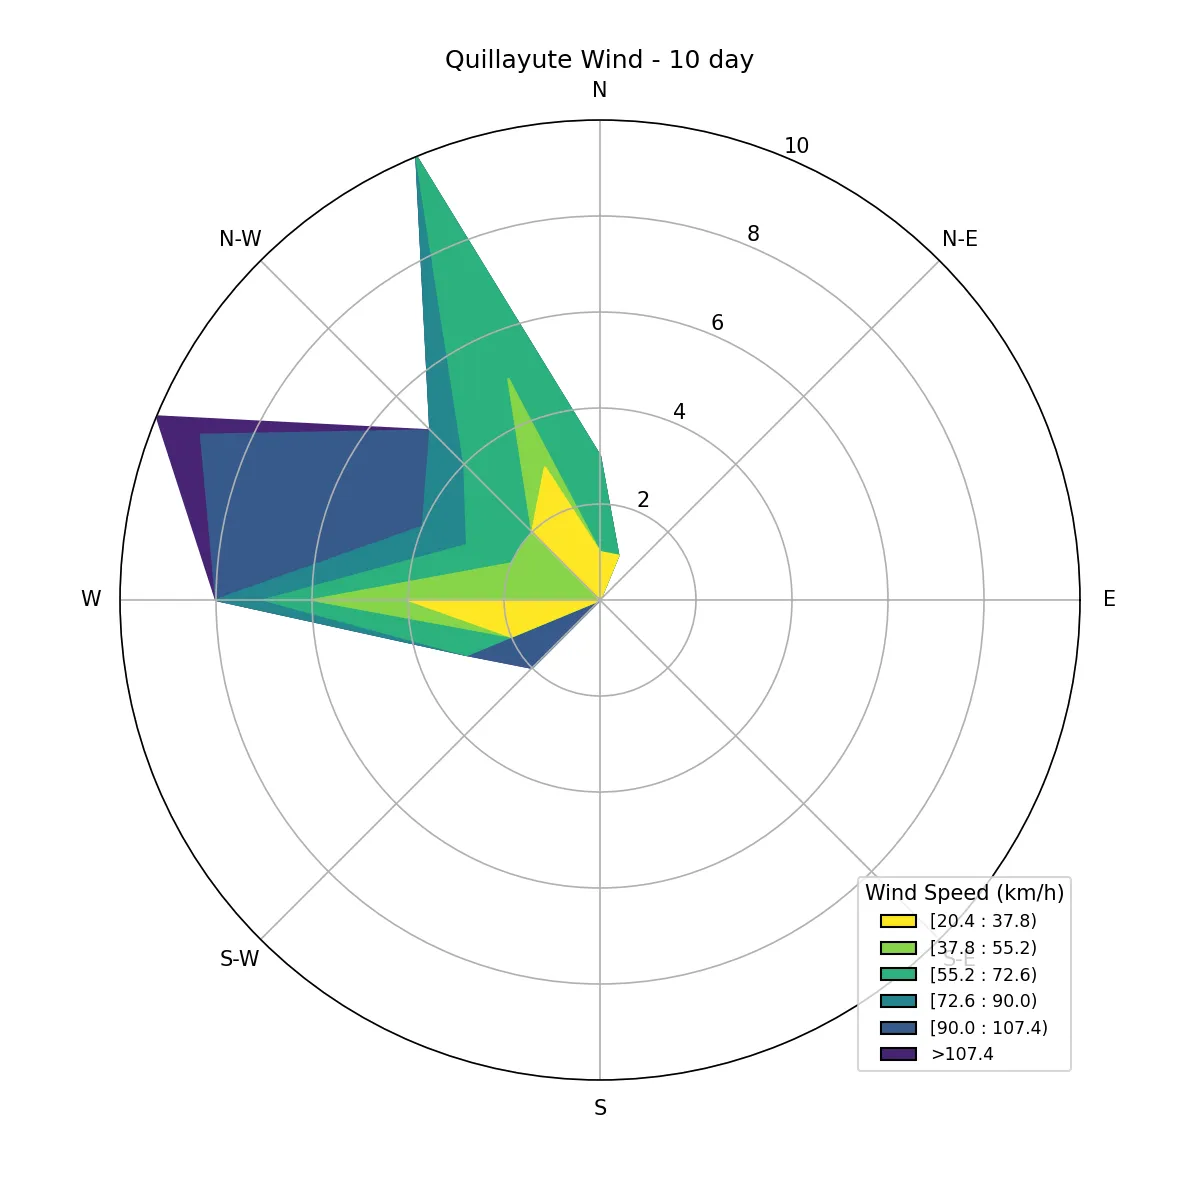 Quillayute Wind - 10 day
N
10
N-W
8
N-E
6
4
2
W
E
S-W
S-E
S
Wind Speed (km/h)
[20.4 : 37.8)
[37.8 : 55.2)
[55.2 : 72.6)
[72.6 : 90.0)
[90.0 : 107.4)
>107.4